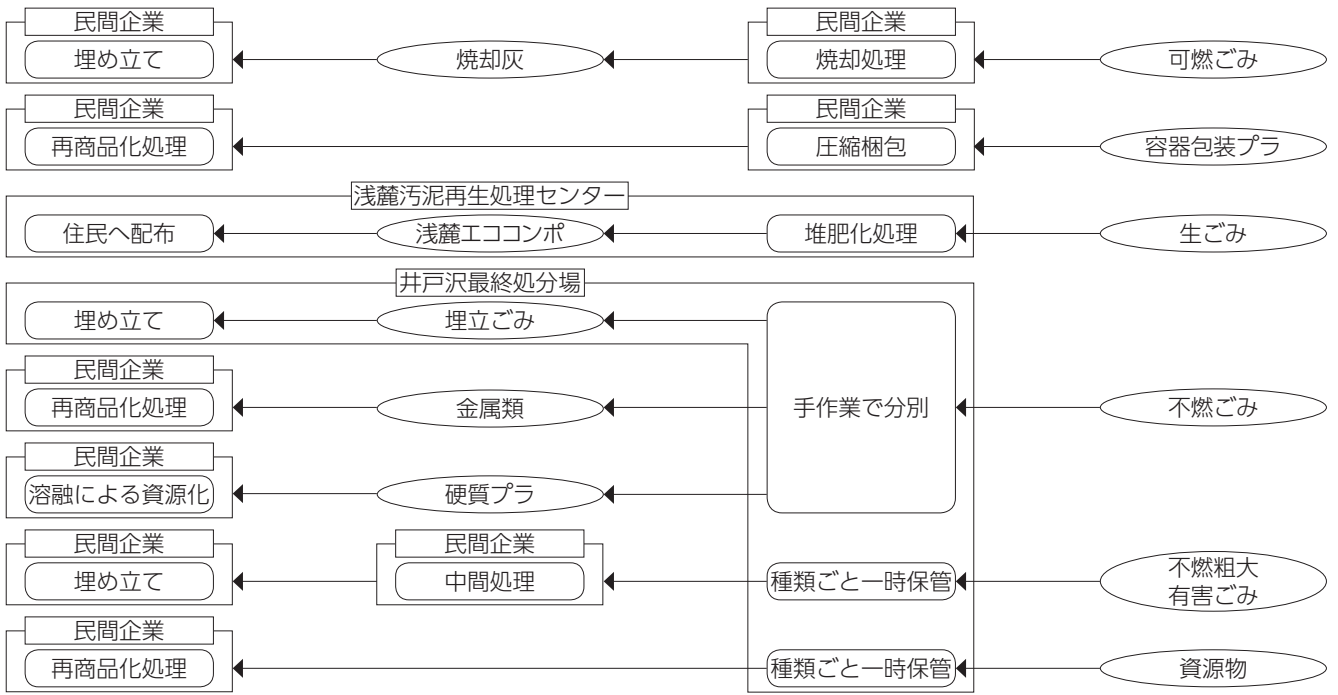 民間企業
埋め立て
焼却灰
民間企業
焼却処理
可燃ごみ
民間企業
再商品化処理
民間企業
圧縮梱包
容器包装プラ
浅麓汚泥再生処理センター
住民へ配布
浅麓エココンポ
堆肥化処理
生ごみ
井戸沢最終処分場
埋め立て
埋立ごみ
民間企業
再商品化処理
金属類
手作業で分別
不燃ごみ
民間企業
溶融による資源化
硬質プラ
民間企業
埋め立て
民間企業
中間処理
種類ごと一時保管
不燃粗大
有害ごみ
民間企業
再商品化処理
種類ごと一時保管
資源物